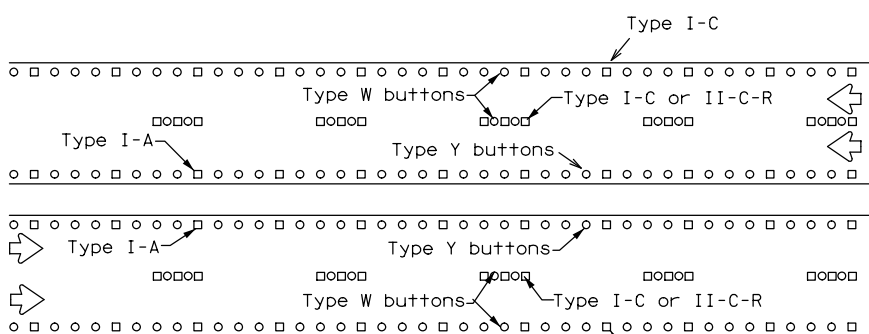 Type I-C
Type W buttons
Type I-C or II-C-R
Type I-A
Type Y buttons
Type I-A
Type Y buttons
Type W buttons
Type I-C or II-C-R